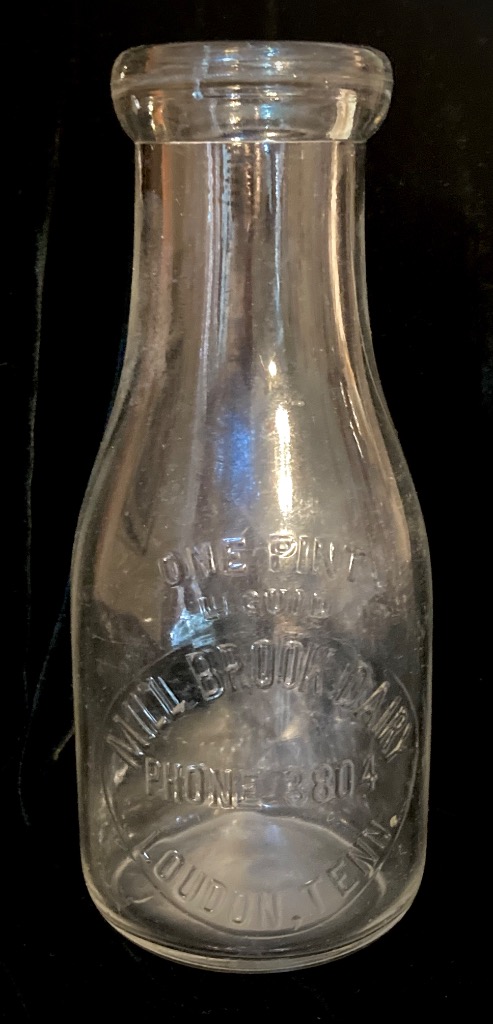 ONE PINT
LIQUID
MILL BROOK DAIRY
PHONE 3804
LOUDON, TENN.